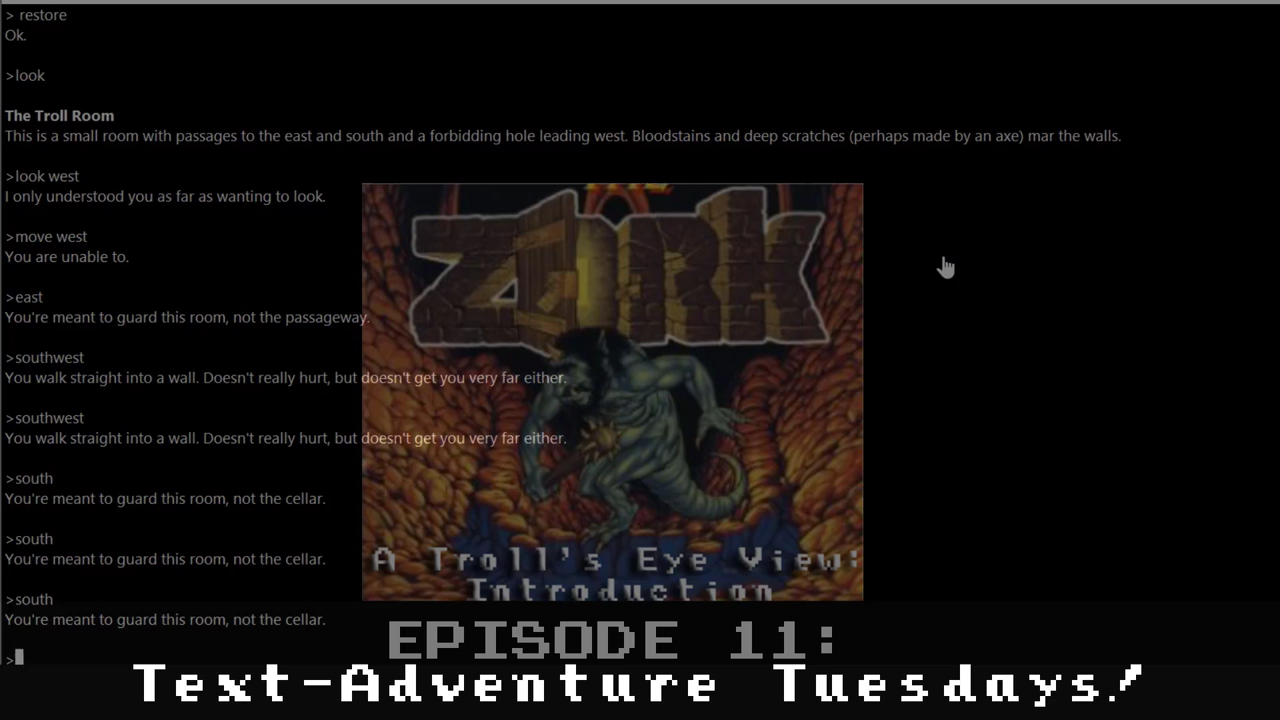 > restore
Ok.
>look
The Troll Room
This is a small room with passages to the east and south and a forbidding hole leading west. Bloodstains and deep scratches (perhaps made by an axe) mar the walls.
>look west
I only understood you as far as wanting to look.
>move west
You are unable to.
>east
You're meant to guard this room, not the passageway.
>southwest
You walk straight into a wall. Doesn't really hurt, but doesn't get you very far either.
>southwest
You walk straight into a wall. Doesn't really hurt, but doesn't get you very far either.
>south
You're meant to guard this room, not the cellar.
>south
You're meant to guard this room, not the cellar.
>south
You're meant to guard this room, not the cellar.
>
ZORK
A Troll's Eye View:
Introduction
EPISODE 11:
Text-Adventure Tuesdays!